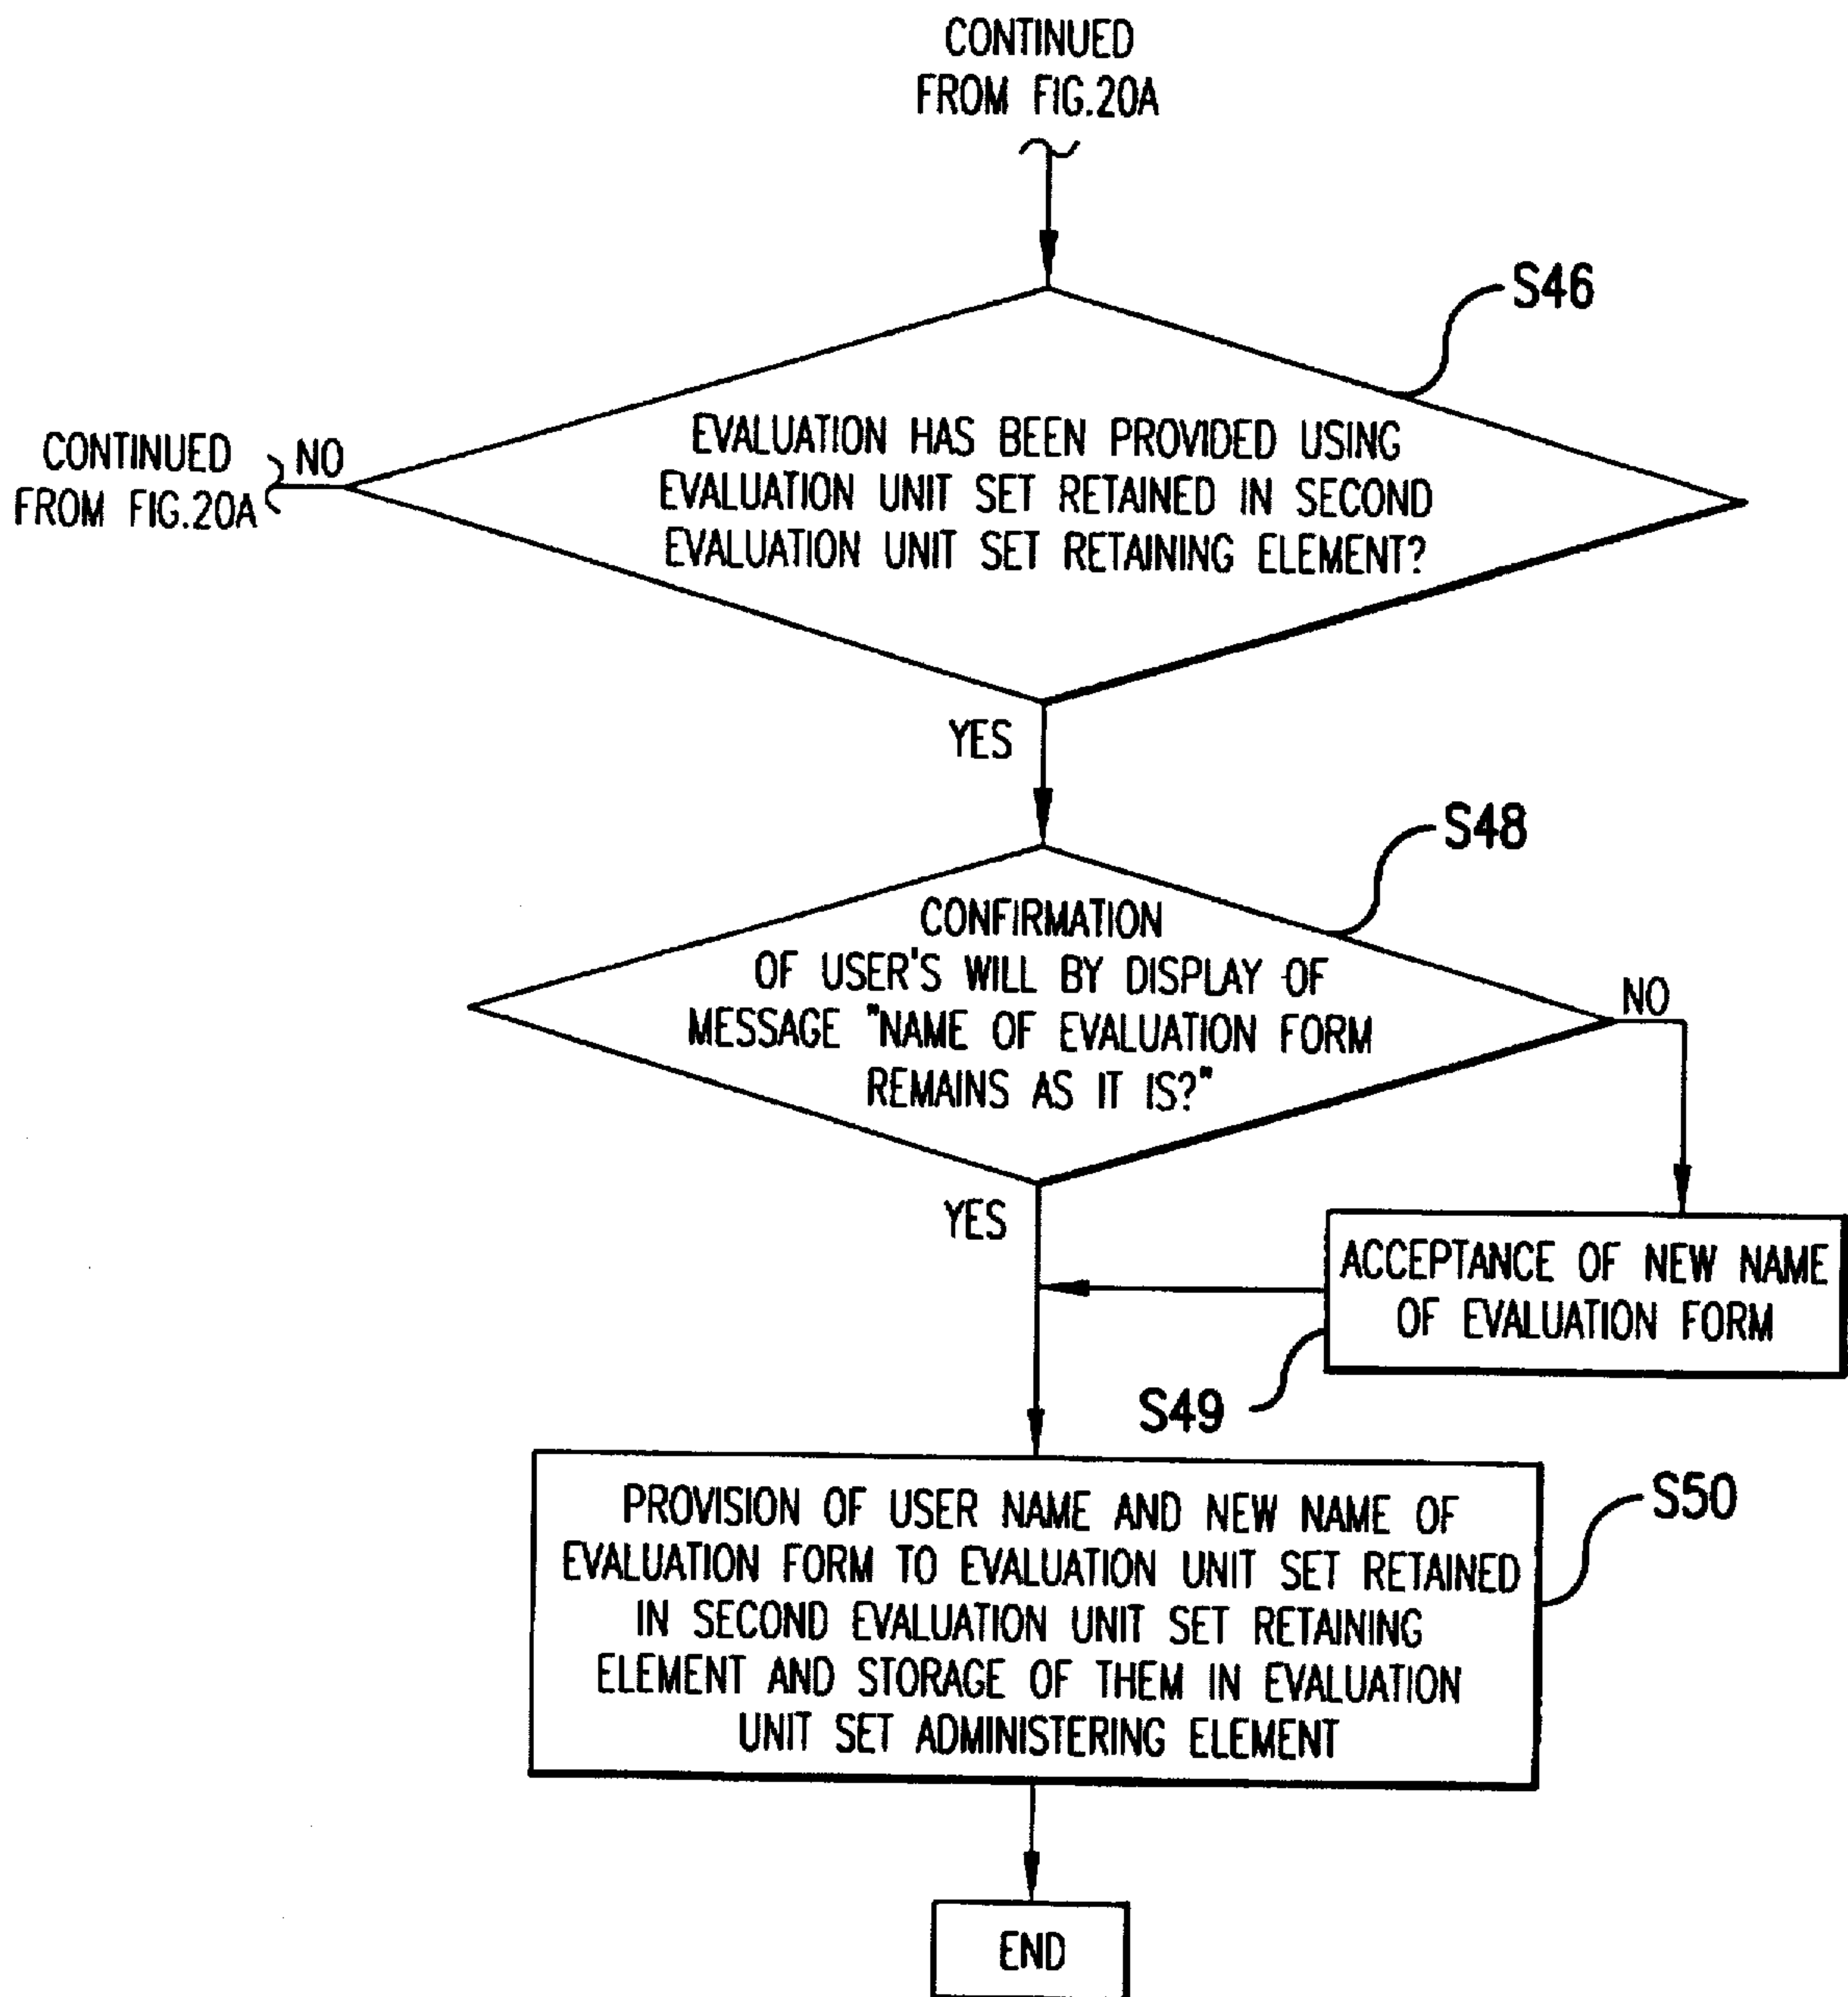 CONTINUED
FROM FIG.20A
S46
EVALUATION HAS BEEN PROVIDED USING
EVALUATION UNIT SET RETAINED IN SECOND
EVALUATION UNIT SET RETAINING ELEMENT?
CONTINUED
FROM FIG.20A
NO
YES
S48
CONFIRMATION
OF USER'S WILL BY DISPLAY OF
MESSAGE "NAME OF EVALUATION FORM
REMAINS AS IT IS?"
NO
YES
ACCEPTANCE OF NEW NAME
OF EVALUATION FORM
S49
S50
PROVISION OF USER NAME AND NEW NAME OF
EVALUATION FORM TO EVALUATION UNIT SET RETAINED
IN SECOND EVALUATION UNIT SET RETAINING
ELEMENT AND STORAGE OF THEM IN EVALUATION
UNIT SET ADMINISTERING ELEMENT
END